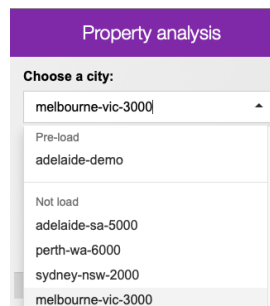 Property analysis
Choose a city:
melbourne-vic-3000
Pre-load
adelaide-demo
Not load
adelaide-sa-5000
perth-wa-6000
sydney-nsw-2000
melbourne-vic-3000